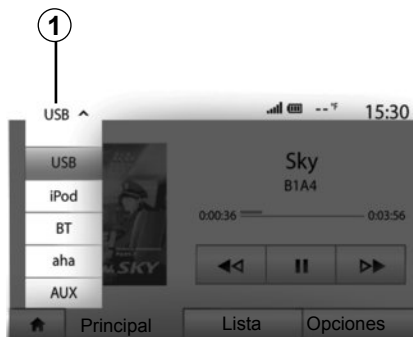 1
USB ^ --°F 15:30
USB
iPod
BT
aha
AUX
SKY
Sky
B1A4
0:00:36 0:03:56
Principal Lista Opciones